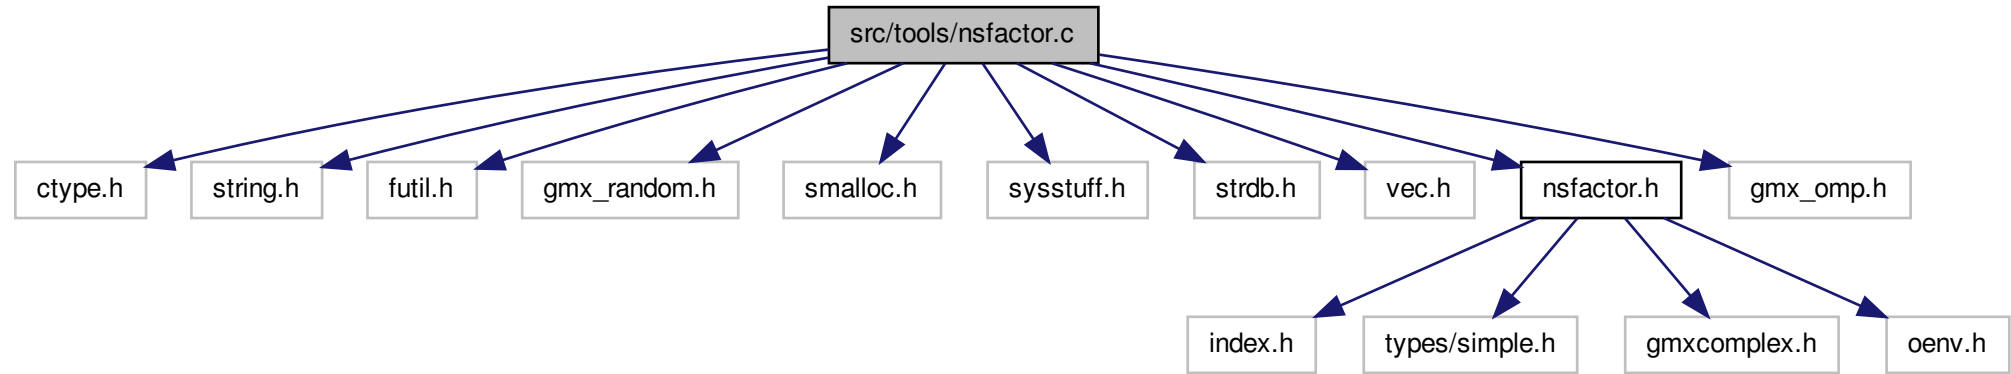 src/tools/nsfactor.c
ctype.h
string.h
futil.h
gmx_random.h
smalloc.h
sysstuff.h
strdb.h
vec.h
nsfactor.h
gmx_omp.h
index.h
types/simple.h
gmxcomplex.h
oenv.h